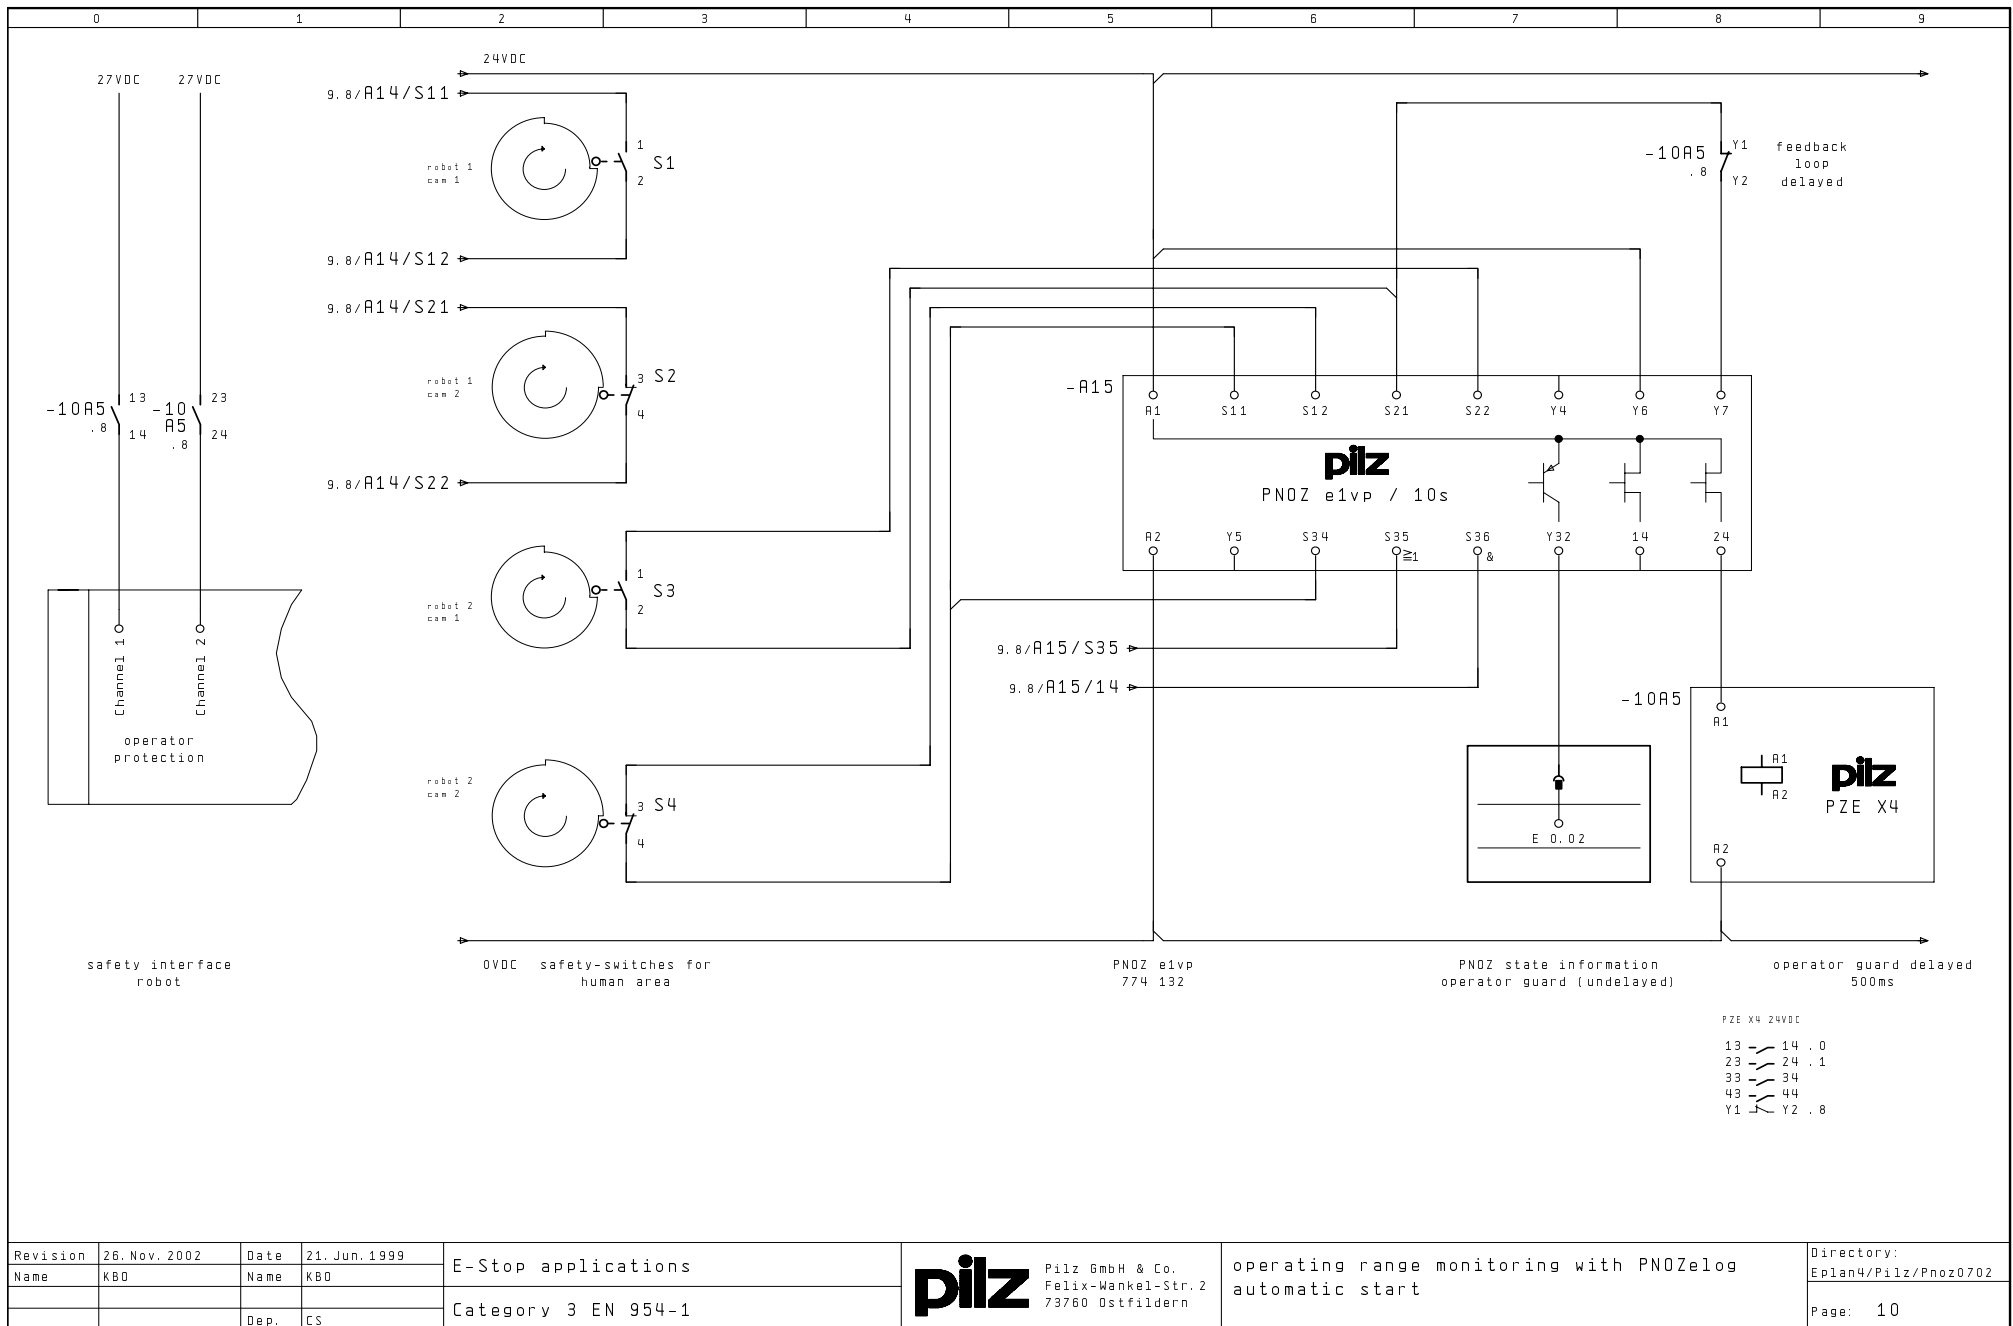 0 1 2 3 4 5 6 7 8 9
24VDC
27VDC 27VDC
9.8/A14/S11
1
S1
2
robot 1
cam 1
-10A5
.8
Y1
Y2
feedback
loop
delayed
9.8/A14/S12
9.8/A14/S21
robot 1
cam 2
3 S2
4
-A15
A1 S11 S12 S21 S22 Y4 Y6 Y7
-10A5
.8
13
14
-10
A5
.8
23
24
pilz
PNOZ e1vp / 10s
9.8/A14/S22
A2 Y5 S34 S35 S36 Y32 14 24
≧1 &
1
S3
2
robot 2
cam 1
Channel 1
Channel 2
operator
protection
9.8/A15/S35
9.8/A15/14
-10A5
A1
A1
A2
pilz
PZE X4
A2
robot 2
cam 2
3 S4
4
E 0.02
safety interface
robot
0VDC safety-switches for
human area
PNOZ e1vp
774 132
PNOZ state information
operator guard (undelayed)
operator guard delayed
500ms
PZE X4 24VDC
13 14 .0
23 24 .1
33 34
43 44
Y1 Y2 .8
Revision 26.Nov.2002 Date 21.Jun.1999
Name KBO Name KBO
Dep. CS
E-Stop applications
Category 3 EN 954-1
pilz
Pilz GmbH & Co.
Felix-Wankel-Str.2
73760 Ostfildern
operating range monitoring with PNOZelog
automatic start
Directory:
Eplan4/Pilz/Pnoz0702
Page: 10